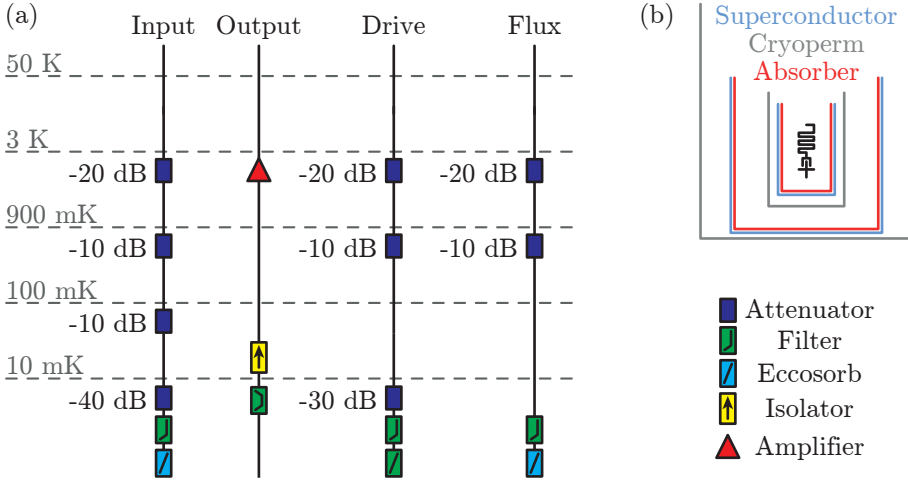 (a)
Input Output Drive Flux
50 K
3 K
-20 dB -20 dB -20 dB
900 mK
-10 dB -10 dB -10 dB
100 mK
-10 dB
10 mK
-40 dB -30 dB
(b)
Superconductor
Cryoperm
Absorber
Attenuator
Filter
Eccosorb
Isolator
Amplifier